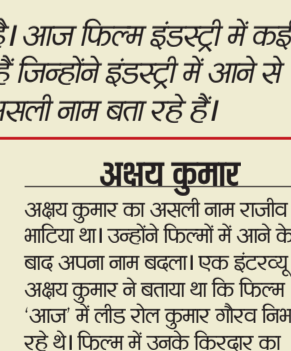 है। आज फिल्म इंडस्ट्री में कई
हैं जिन्होंने इंडस्ट्री में आने से
असली नाम बता रहे हैं।
अक्षय कुमार
अक्षय कुमार का असली नाम राजीव
भाटिया था। उन्होंने फिल्मों में आने के
बाद अपना नाम बदला। एक इंटरव्यू
अक्षय कुमार ने बताया था कि फिल्म
‘आज’ में लीड रोल कुमार गौरव निभ
रहे थे। फिल्म में उनके किरदार का